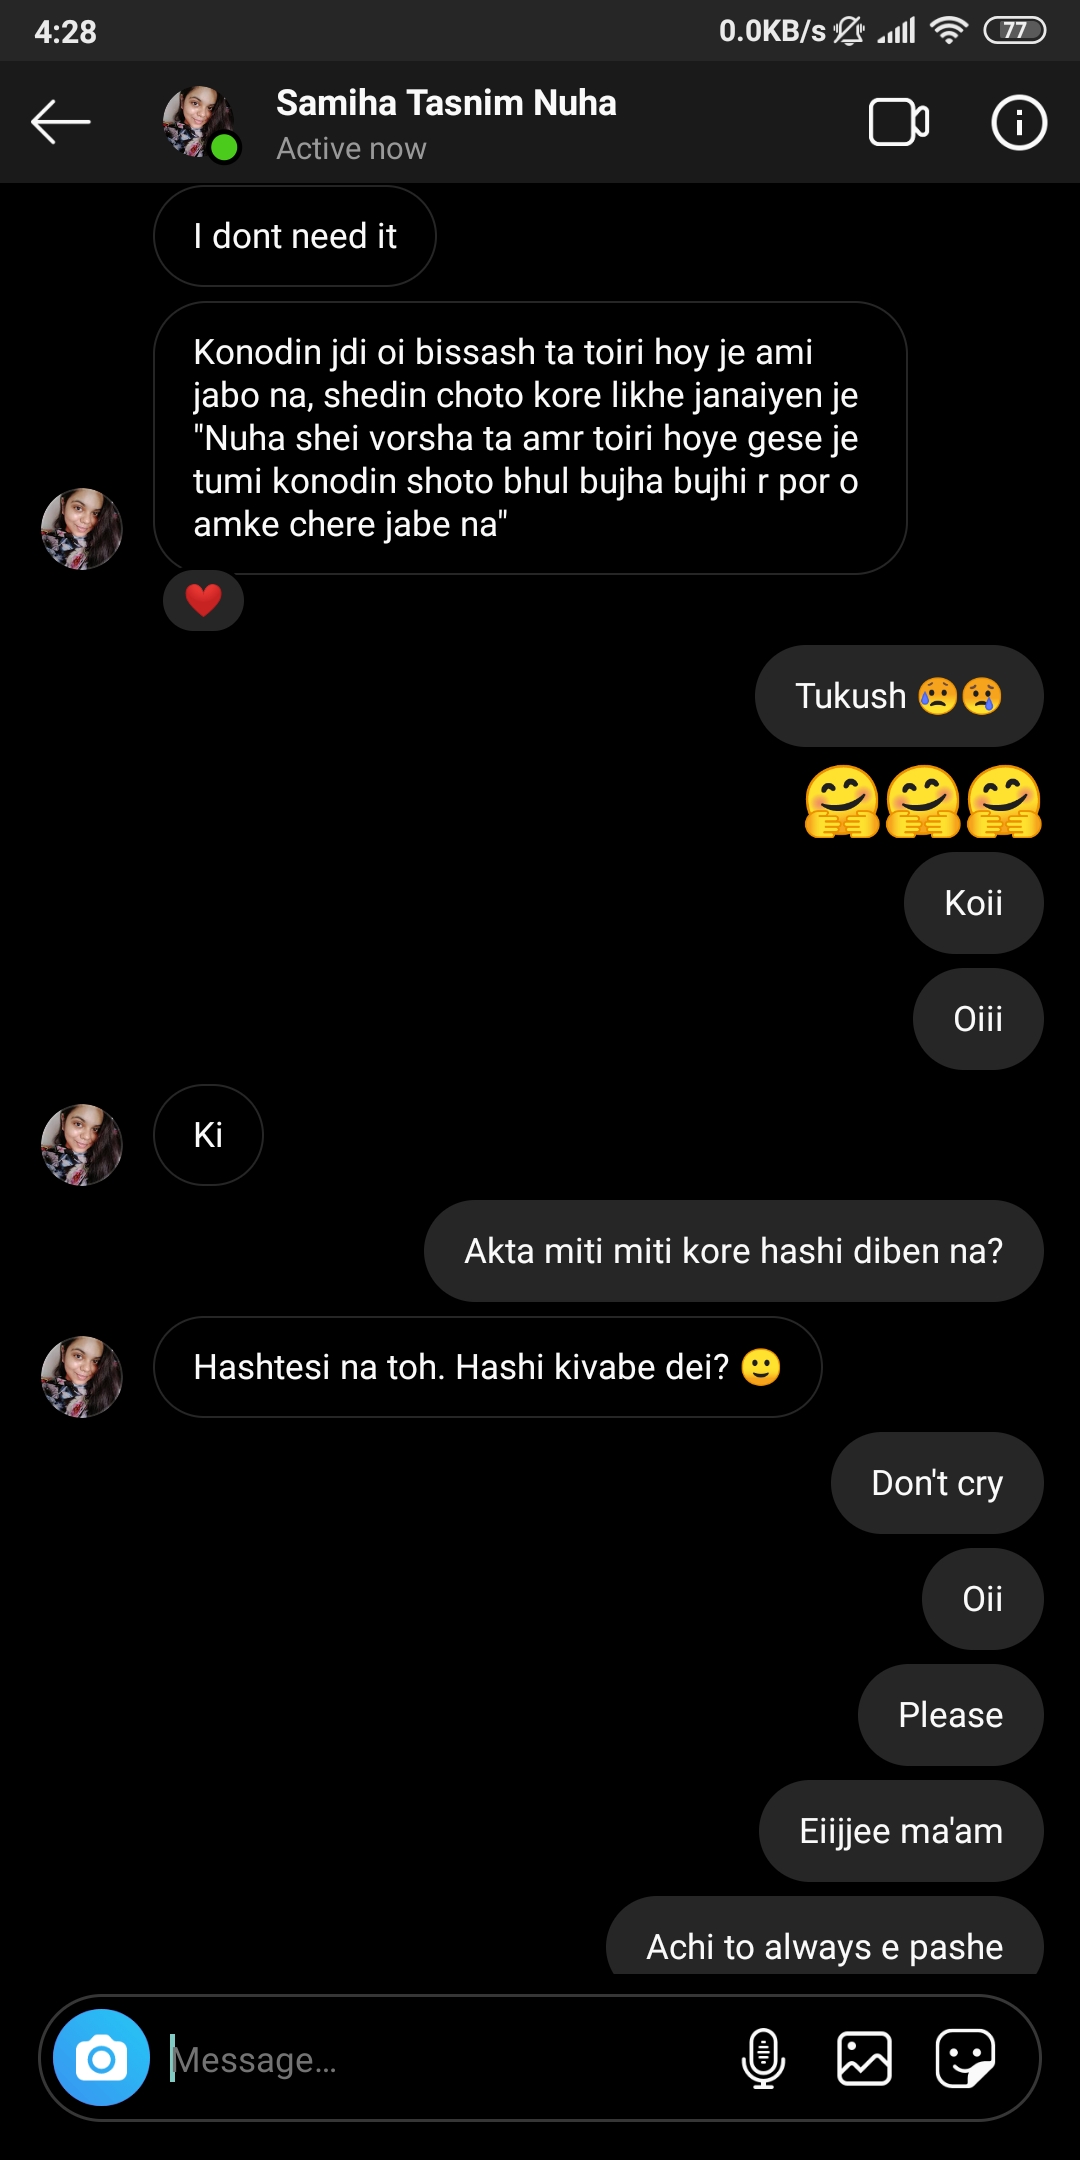 4:28
0.0KB/s
77
Samiha Tasnim Nuha
Active now
I dont need it
Konodin jdi oi bissash ta toiri hoy je ami
jabo na, shedin choto kore likhe janaiyen je
"Nuha shei vorsha ta amr toiri hoye gese je
tumi konodin shoto bhul bujha bujhi r por o
amke chere jabe na"
❤️
Tukush 😥😢
🤗🤗🤗
Koii
Oiii
Ki
Akta miti miti kore hashi diben na?
Hashtesi na toh. Hashi kivabe dei? 🙂
Don't cry
Oii
Please
Eiijjee ma'am
Achi to always e pashe
Message...